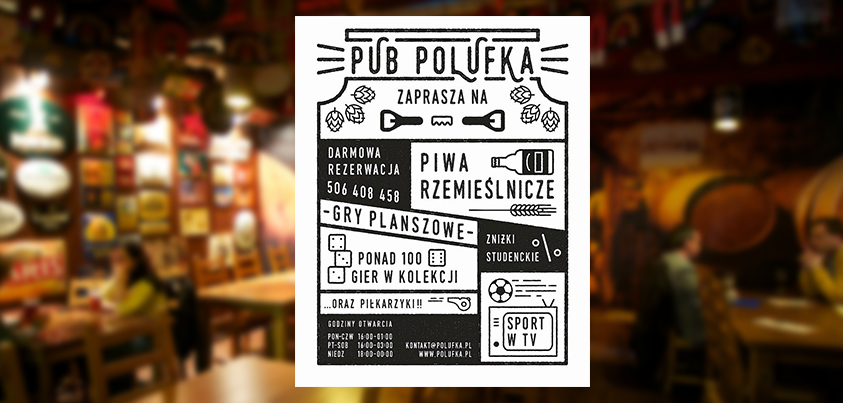 PUB POLUFKA
ZAPRASZA NA
DARMOWA
REZERWACJA
506 408 458
PIWA
RZEMIEŚLNICZE
-GRY PLANSZOWE-
PONAD 100
GIER W KOLEKCJI
ZNIŻKI
STUDENCKIE %
...ORAZ PIŁKARZYKI!!
SPORT
W TV
GODZINY OTWARCIA
PON-CZW 16:00-01:00
PT-SOB 16:00-03:00
NIEDZ 18:00-00:00
KONTAKT@POLUFKA.PL
WWW.POLUFKA.PL